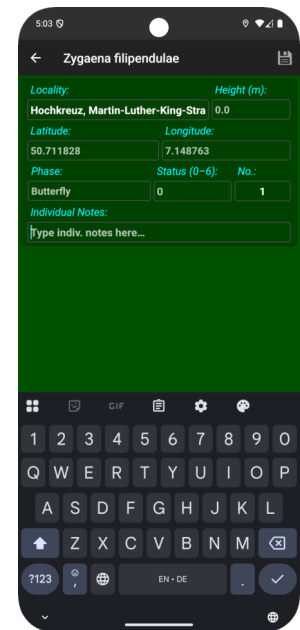 5:03
Zygaena filipendulae
Locality: Height (m):
Hochkreuz, Martin-Luther-King-Stra 0.0
Latitude: Longitude:
50.711828 7.148763
Phase: Status (0–6): No.:
Butterfly 0 1
Individual Notes:
Type indiv. notes here…
GIF
1 2 3 4 5 6 7 8 9 0
Q W E R T Y U I O P
A S D F G H J K L
Z X C V B N M
?123 , EN • DE .